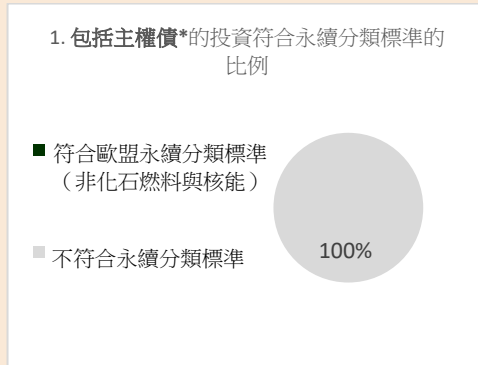 1. 包括主權債*的投資符合永續分類標準的
比例
符合歐盟永續分類標準
（非化石燃料與核能）
不符合永續分類標準
100%